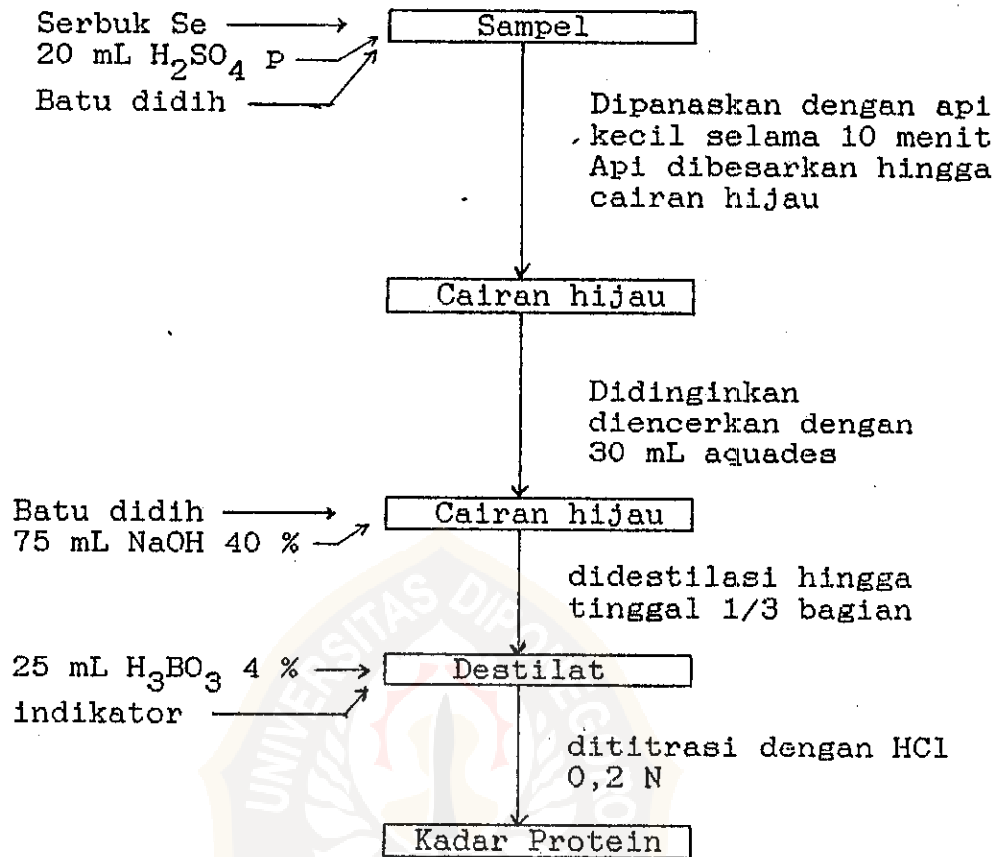 Serbuk Se
20 mL H₂SO₄ p
Batu didih
Sampel
Dipanaskan dengan api
kecil selama 10 menit
Api dibesarkan hingga
cairan hijau
Cairan hijau
Didinginkan
diencerkan dengan
30 mL aquades
Batu didih
75 mL NaOH 40 %
Cairan hijau
didestilasi hingga
tinggal 1/3 bagian
25 mL H₃BO₃ 4 %
indikator
Destilat
dititrasi dengan HCl
0,2 N
Kadar Protein
UNIVERSITAS DIPONEGORO